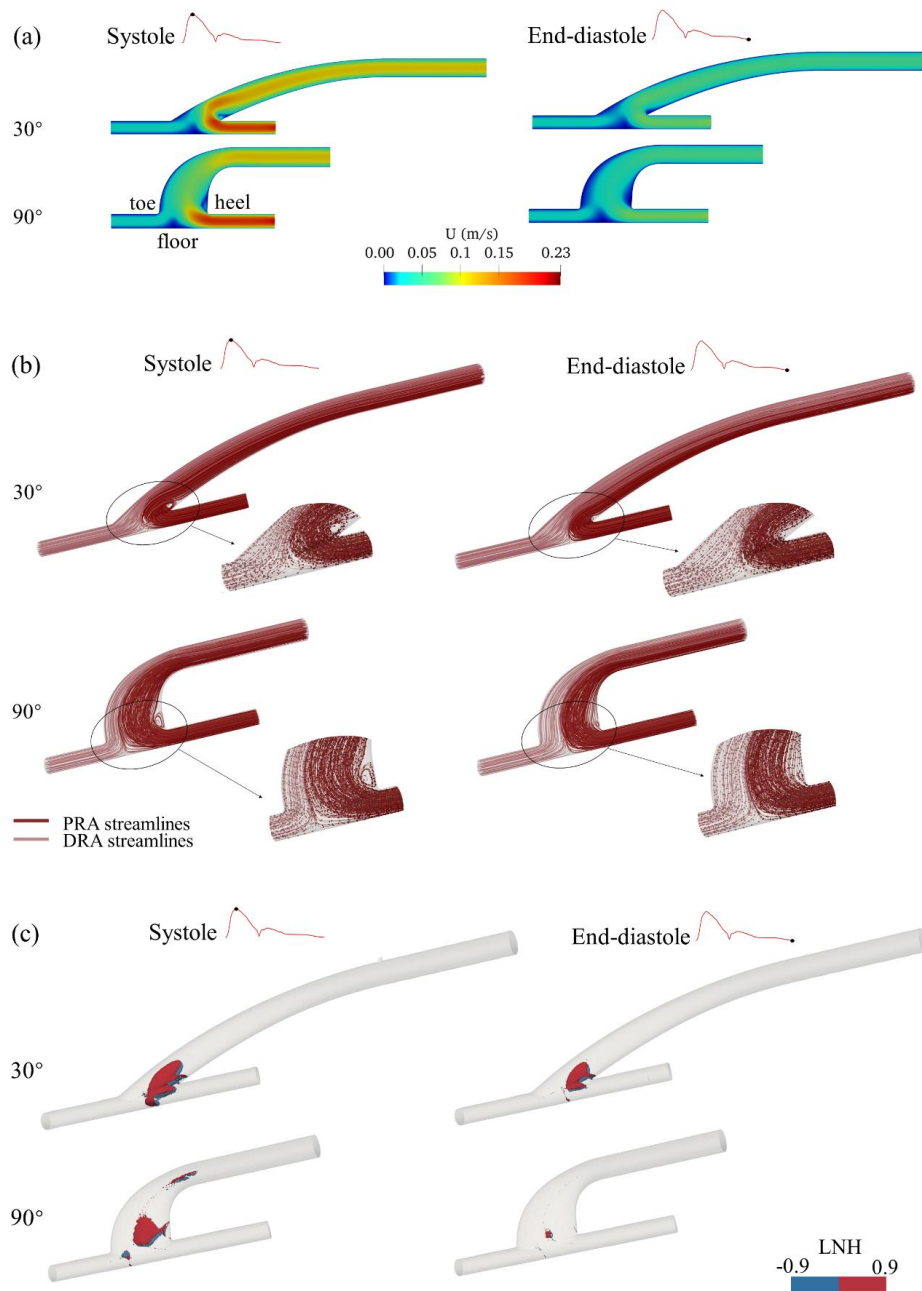 (a)
Systole
End-diastole
30°
90°
toe
heel
floor
U (m/s)
0.00 0.05 0.1 0.15 0.23
(b)
Systole
End-diastole
30°
90°
PRA streamlines
DRA streamlines
(c)
Systole
End-diastole
30°
90°
LNH
-0.9 0.9